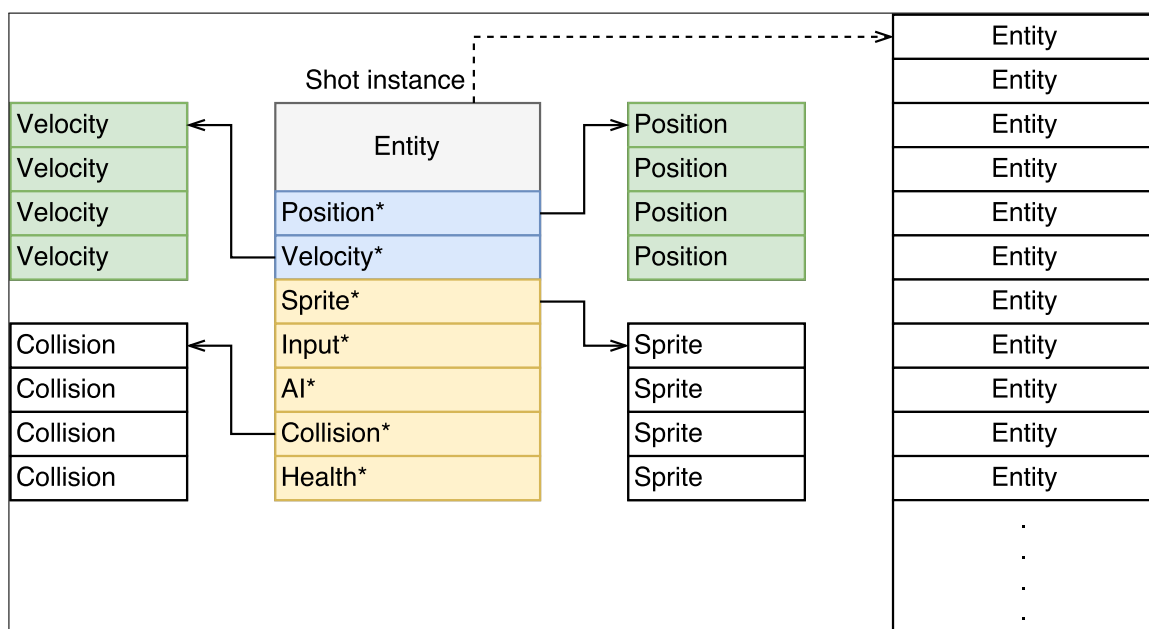 Shot instance
Velocity
Velocity
Velocity
Velocity
Collision
Collision
Collision
Collision
Entity
Position*
Velocity*
Sprite*
Input*
AI*
Collision*
Health*
Position
Position
Position
Position
Sprite
Sprite
Sprite
Sprite
Entity
Entity
Entity
Entity
Entity
Entity
Entity
Entity
Entity
Entity
Entity
.
.
.
.